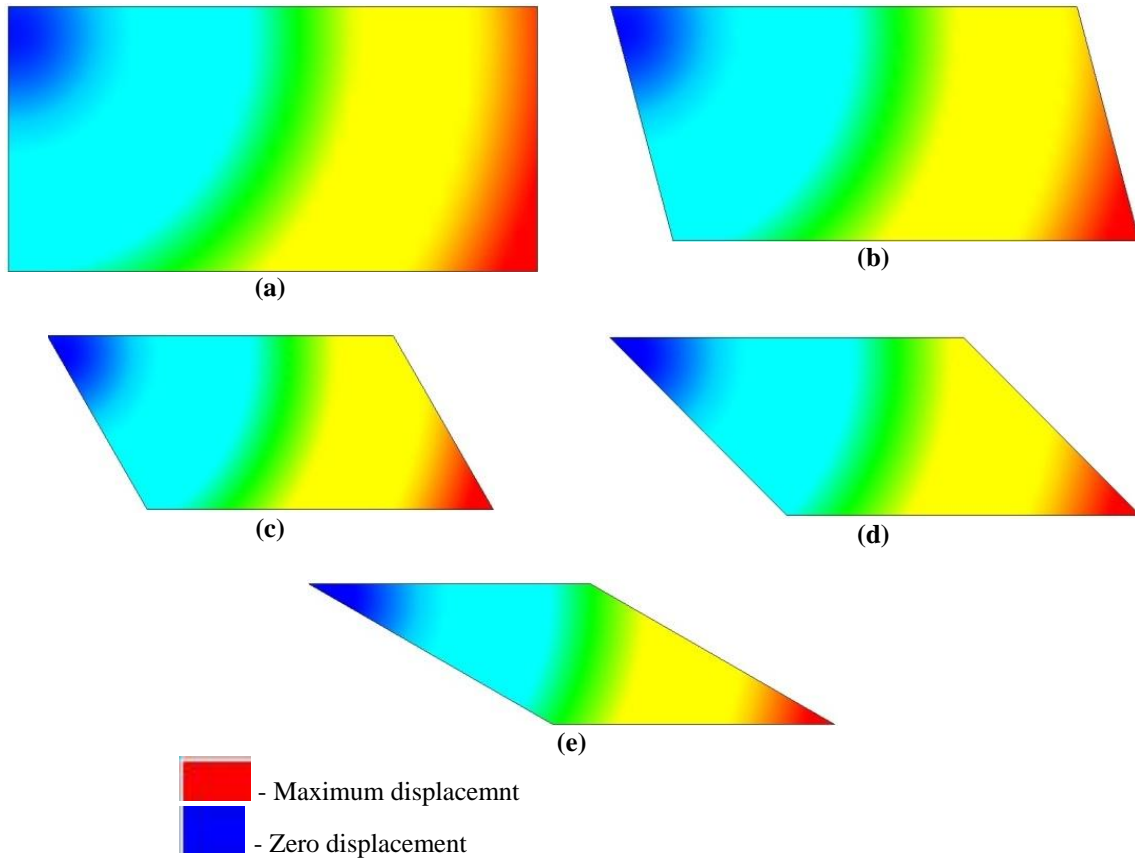 (a)
(b)
(c)
(d)
(e)
- Maximum displacemnt
- Zero displacement